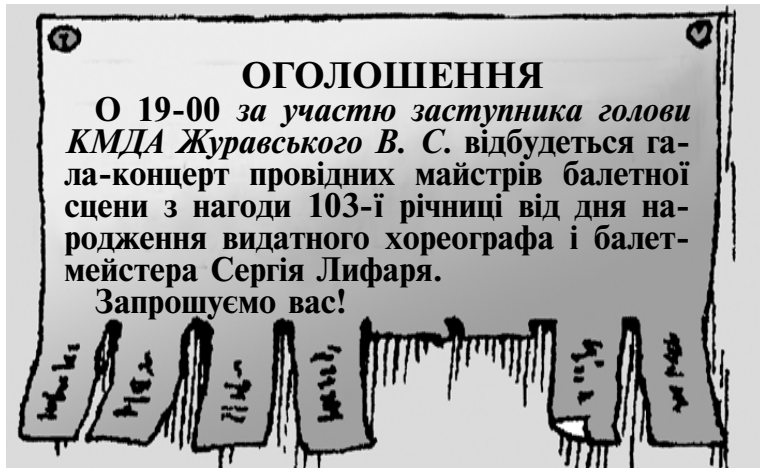 ОГОЛОШЕННЯ
О 19-00 за участю заступника голови
КМДА Журавського В. С. відбудеться га-
ла-концерт провідних майстрів балетної
сцени з нагоди 103-ї річниці від дня на-
родження видатного хореографа і балет-
мейстера Сергія Лифаря.
Запрошуємо вас!